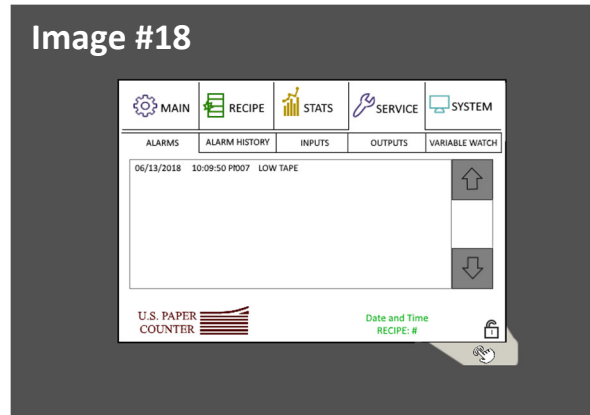 Image #18
MAIN RECIPE STATS SERVICE SYSTEM
ALARMS ALARM HISTORY INPUTS OUTPUTS VARIABLE WATCH
06/13/2018 10:09:50 PM007 LOW TAPE
U.S. PAPER
COUNTER
Date and Time
RECIPE: #